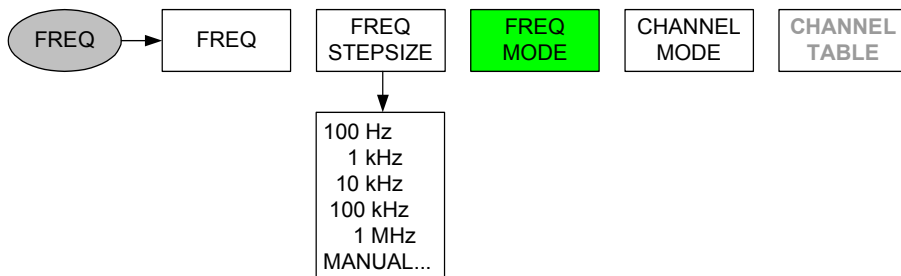 FREQ
FREQ
FREQ
STEPSIZE
FREQ
MODE
CHANNEL
MODE
CHANNEL
TABLE
100 Hz
1 kHz
10 kHz
100 kHz
1 MHz
MANUAL...